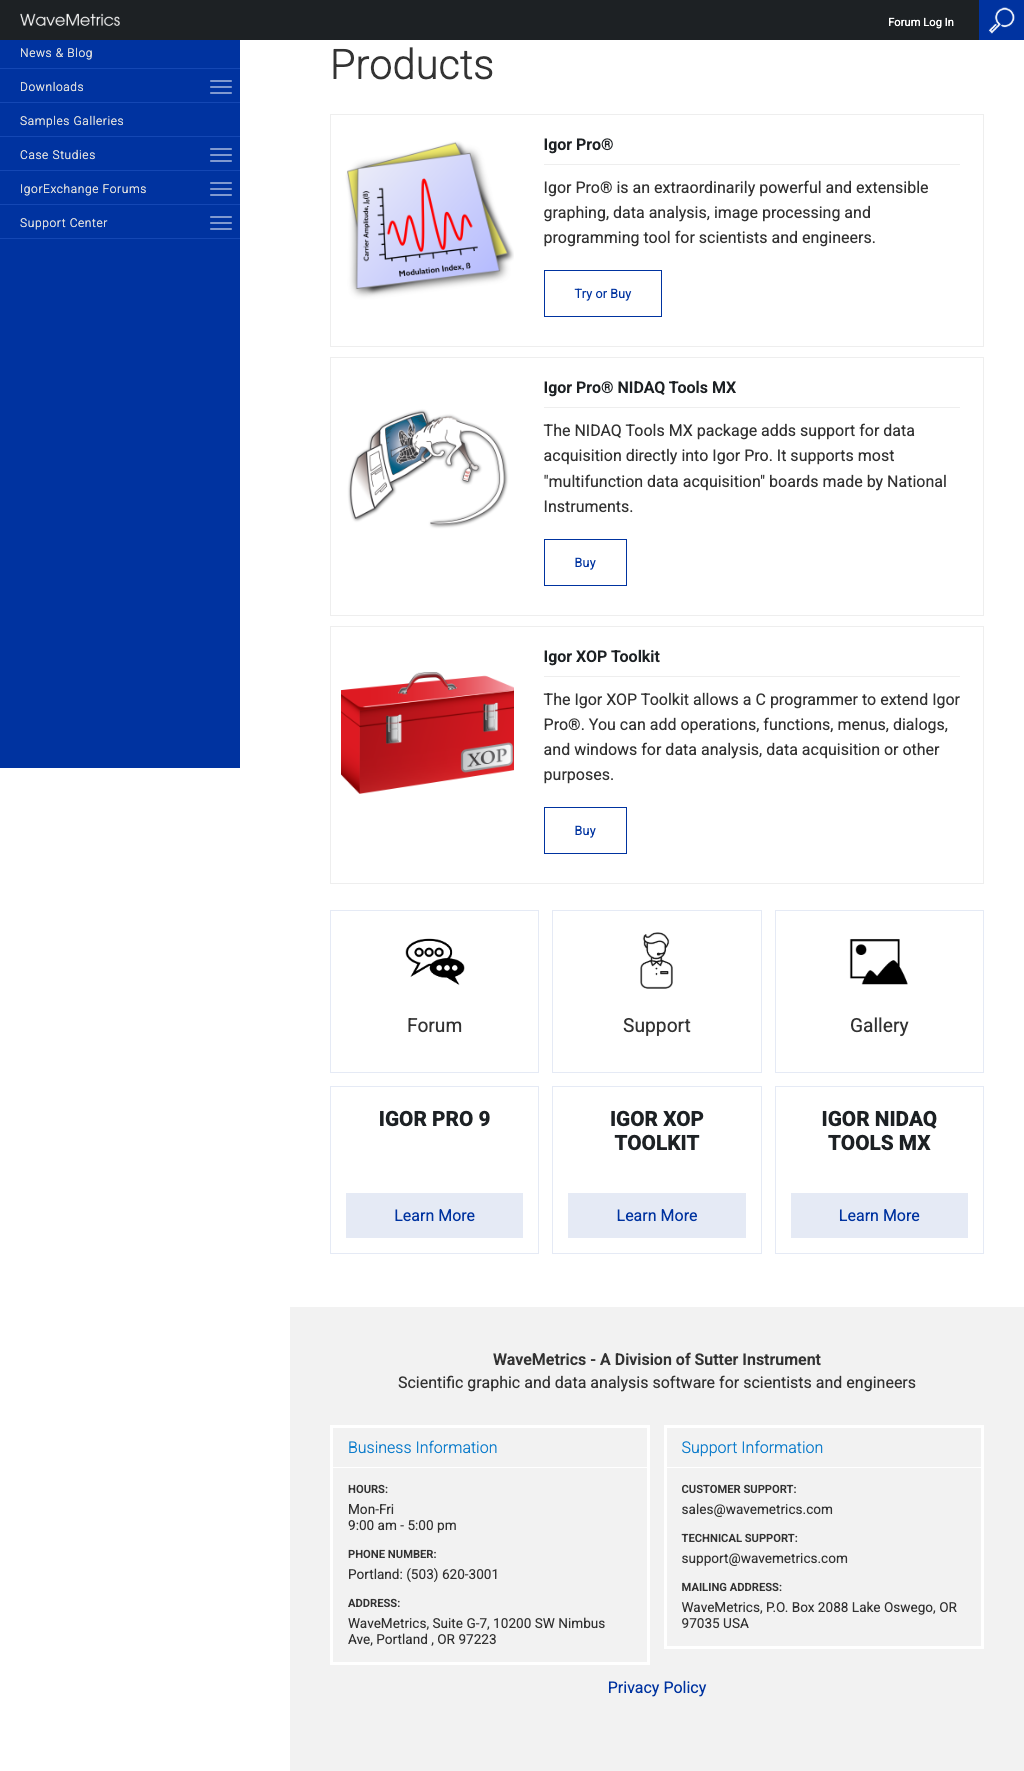 WaveMetrics
Forum Log In
News & Blog
Downloads
Samples Galleries
Case Studies
IgorExchange Forums
Support Center
Products
Igor Pro®
Igor Pro® is an extraordinarily powerful and extensible
graphing, data analysis, image processing and
programming tool for scientists and engineers.
Try or Buy
Carrier Amplitude, J₀(ß)
Modulation Index, ß
Igor Pro® NIDAQ Tools MX
The NIDAQ Tools MX package adds support for data
acquisition directly into Igor Pro. It supports most
"multifunction data acquisition" boards made by National
Instruments.
Buy
Igor XOP Toolkit
The Igor XOP Toolkit allows a C programmer to extend Igor
Pro®. You can add operations, functions, menus, dialogs,
and windows for data analysis, data acquisition or other
purposes.
XOP
Buy
Forum
Support
Gallery
IGOR PRO 9
Learn More
IGOR XOP
TOOLKIT
Learn More
IGOR NIDAQ
TOOLS MX
Learn More
WaveMetrics - A Division of Sutter Instrument
Scientific graphic and data analysis software for scientists and engineers
Business Information
HOURS:
Mon-Fri
9:00 am - 5:00 pm
PHONE NUMBER:
Portland: (503) 620-3001
ADDRESS:
WaveMetrics, Suite G-7, 10200 SW Nimbus
Ave, Portland , OR 97223
Support Information
CUSTOMER SUPPORT:
sales@wavemetrics.com
TECHNICAL SUPPORT:
support@wavemetrics.com
MAILING ADDRESS:
WaveMetrics, P.O. Box 2088 Lake Oswego, OR
97035 USA
Privacy Policy